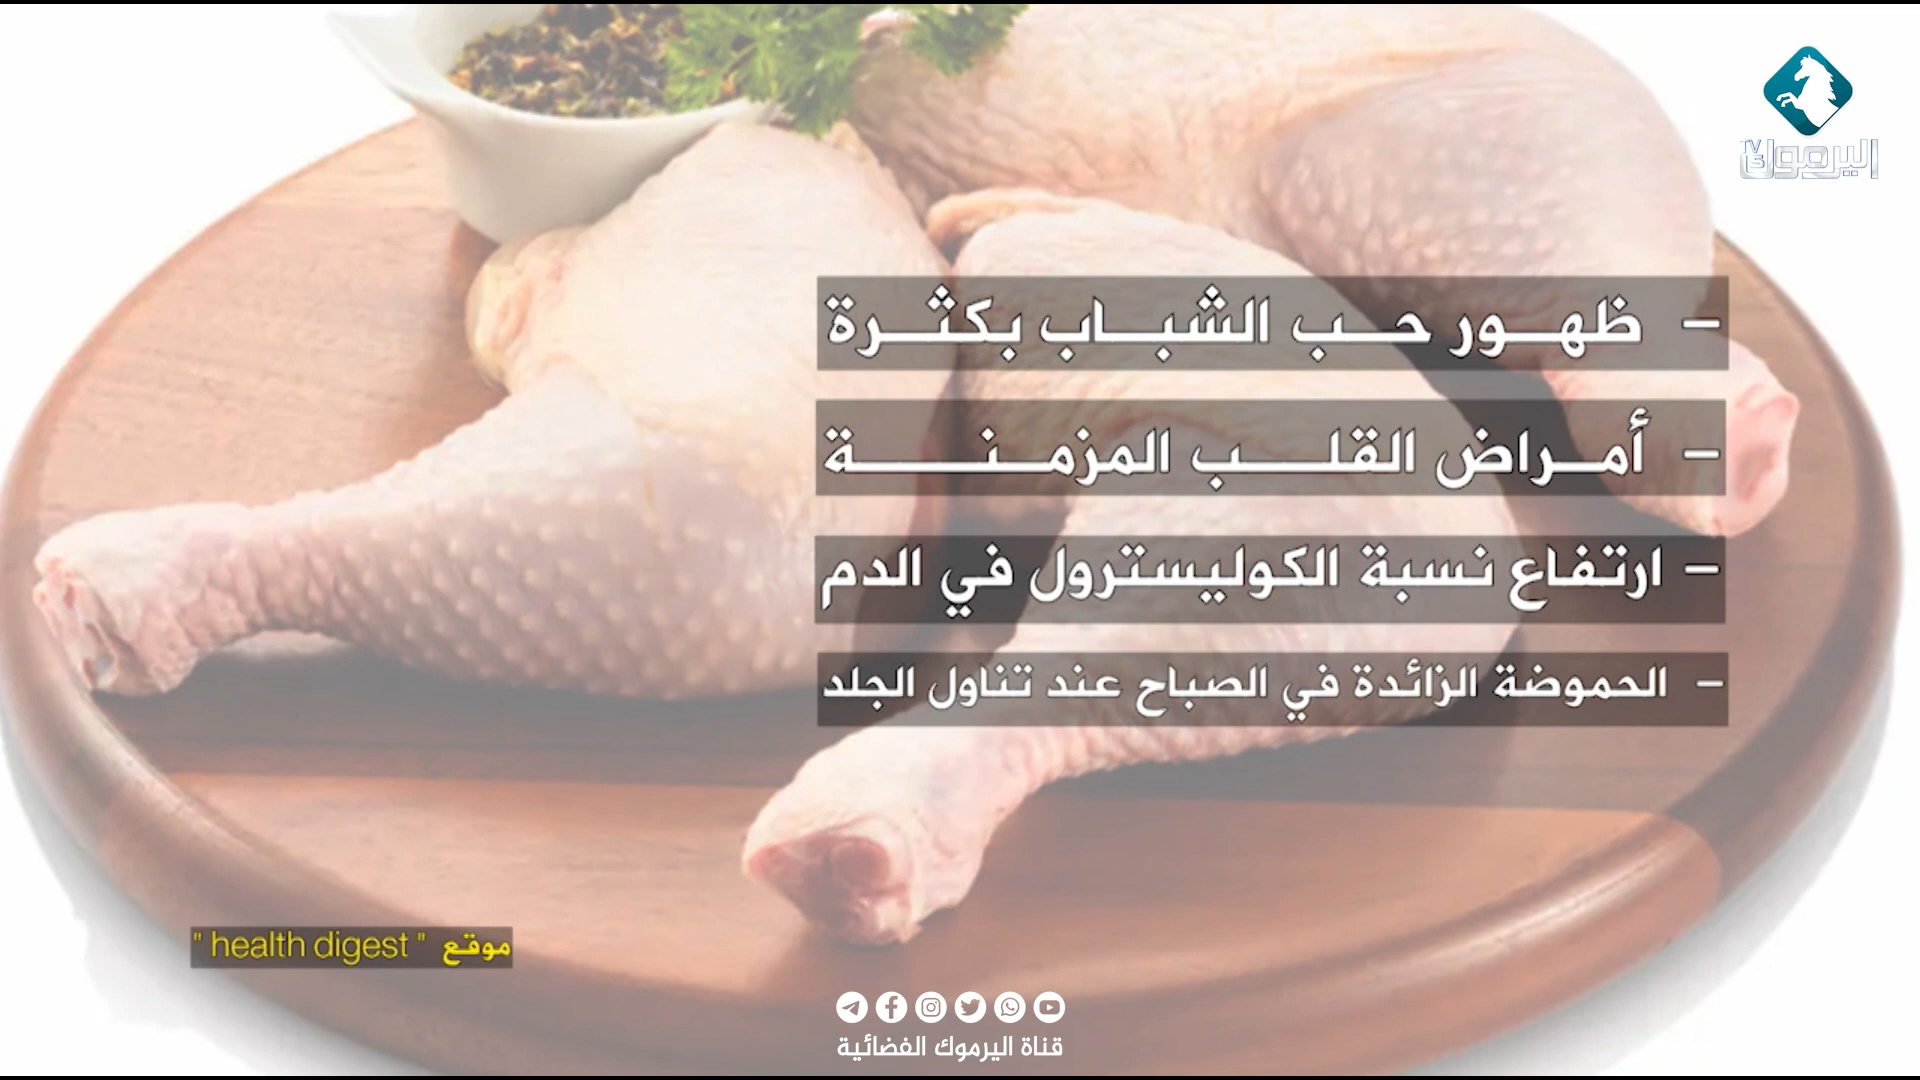 اليرموك
TV
- ظهور حب الشباب بكثرة
- أمراض القلب المزمنة
- ارتفاع نسبة الكوليسترول في الدم
- الحموضة الزائدة في الصباح عند تناول الجلد
موقع " health digest "
قناة اليرموك الفضائية